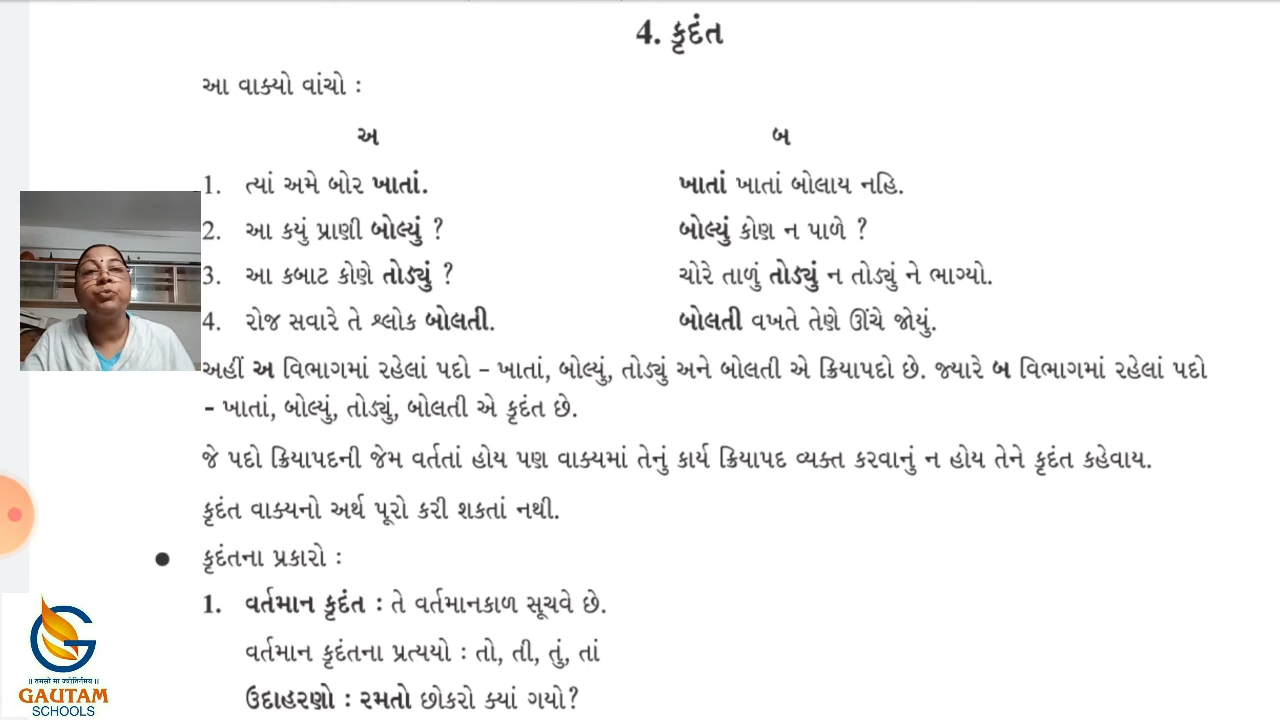 4. કૃદંત
આ વાક્યો વાંચો :
અ બ
1. ત્યાં અમે બોર ખાતાં. ખાતાં ખાતાં બોલાય નહિ.
2. આ કયું પ્રાણી બોલ્યું ? બોલ્યું કોણ ન પાળે ?
3. આ કબાટ કોણે તોડ્યું ? ચોરે તાળું તોડ્યું ન તોડ્યું ને ભાગ્યો.
4. રોજ સવારે તે શ્લોક બોલતી. બોલતી વખતે તેણે ઊંચે જોયું.
અહીં અ વિભાગમાં રહેલાં પદો - ખાતાં, બોલ્યું, તોડ્યું અને બોલતી એ ક્રિયાપદો છે. જ્યારે બ વિભાગમાં રહેલાં પદો
- ખાતાં, બોલ્યું, તોડ્યું, બોલતી એ કૃદંત છે.
જે પદો ક્રિયાપદની જેમ વર્તતાં હોય પણ વાક્યમાં તેનું કાર્ય ક્રિયાપદ વ્યક્ત કરવાનું ન હોય તેને કૃદંત કહેવાય.
કૃદંત વાક્યનો અર્થ પૂરો કરી શકતાં નથી.
● કૃદંતના પ્રકારો :
1. વર્તમાન કૃદંત : તે વર્તમાનકાળ સૂચવે છે.
વર્તમાન કૃદંતના પ્રત્યયો : તો, તી, તું, તાં
ઉદાહરણો : રમતો છોકરો ક્યાં ગયો?
॥ તમસો મા જ્યોતિર્ગમય ॥
GAUTAM
SCHOOLS